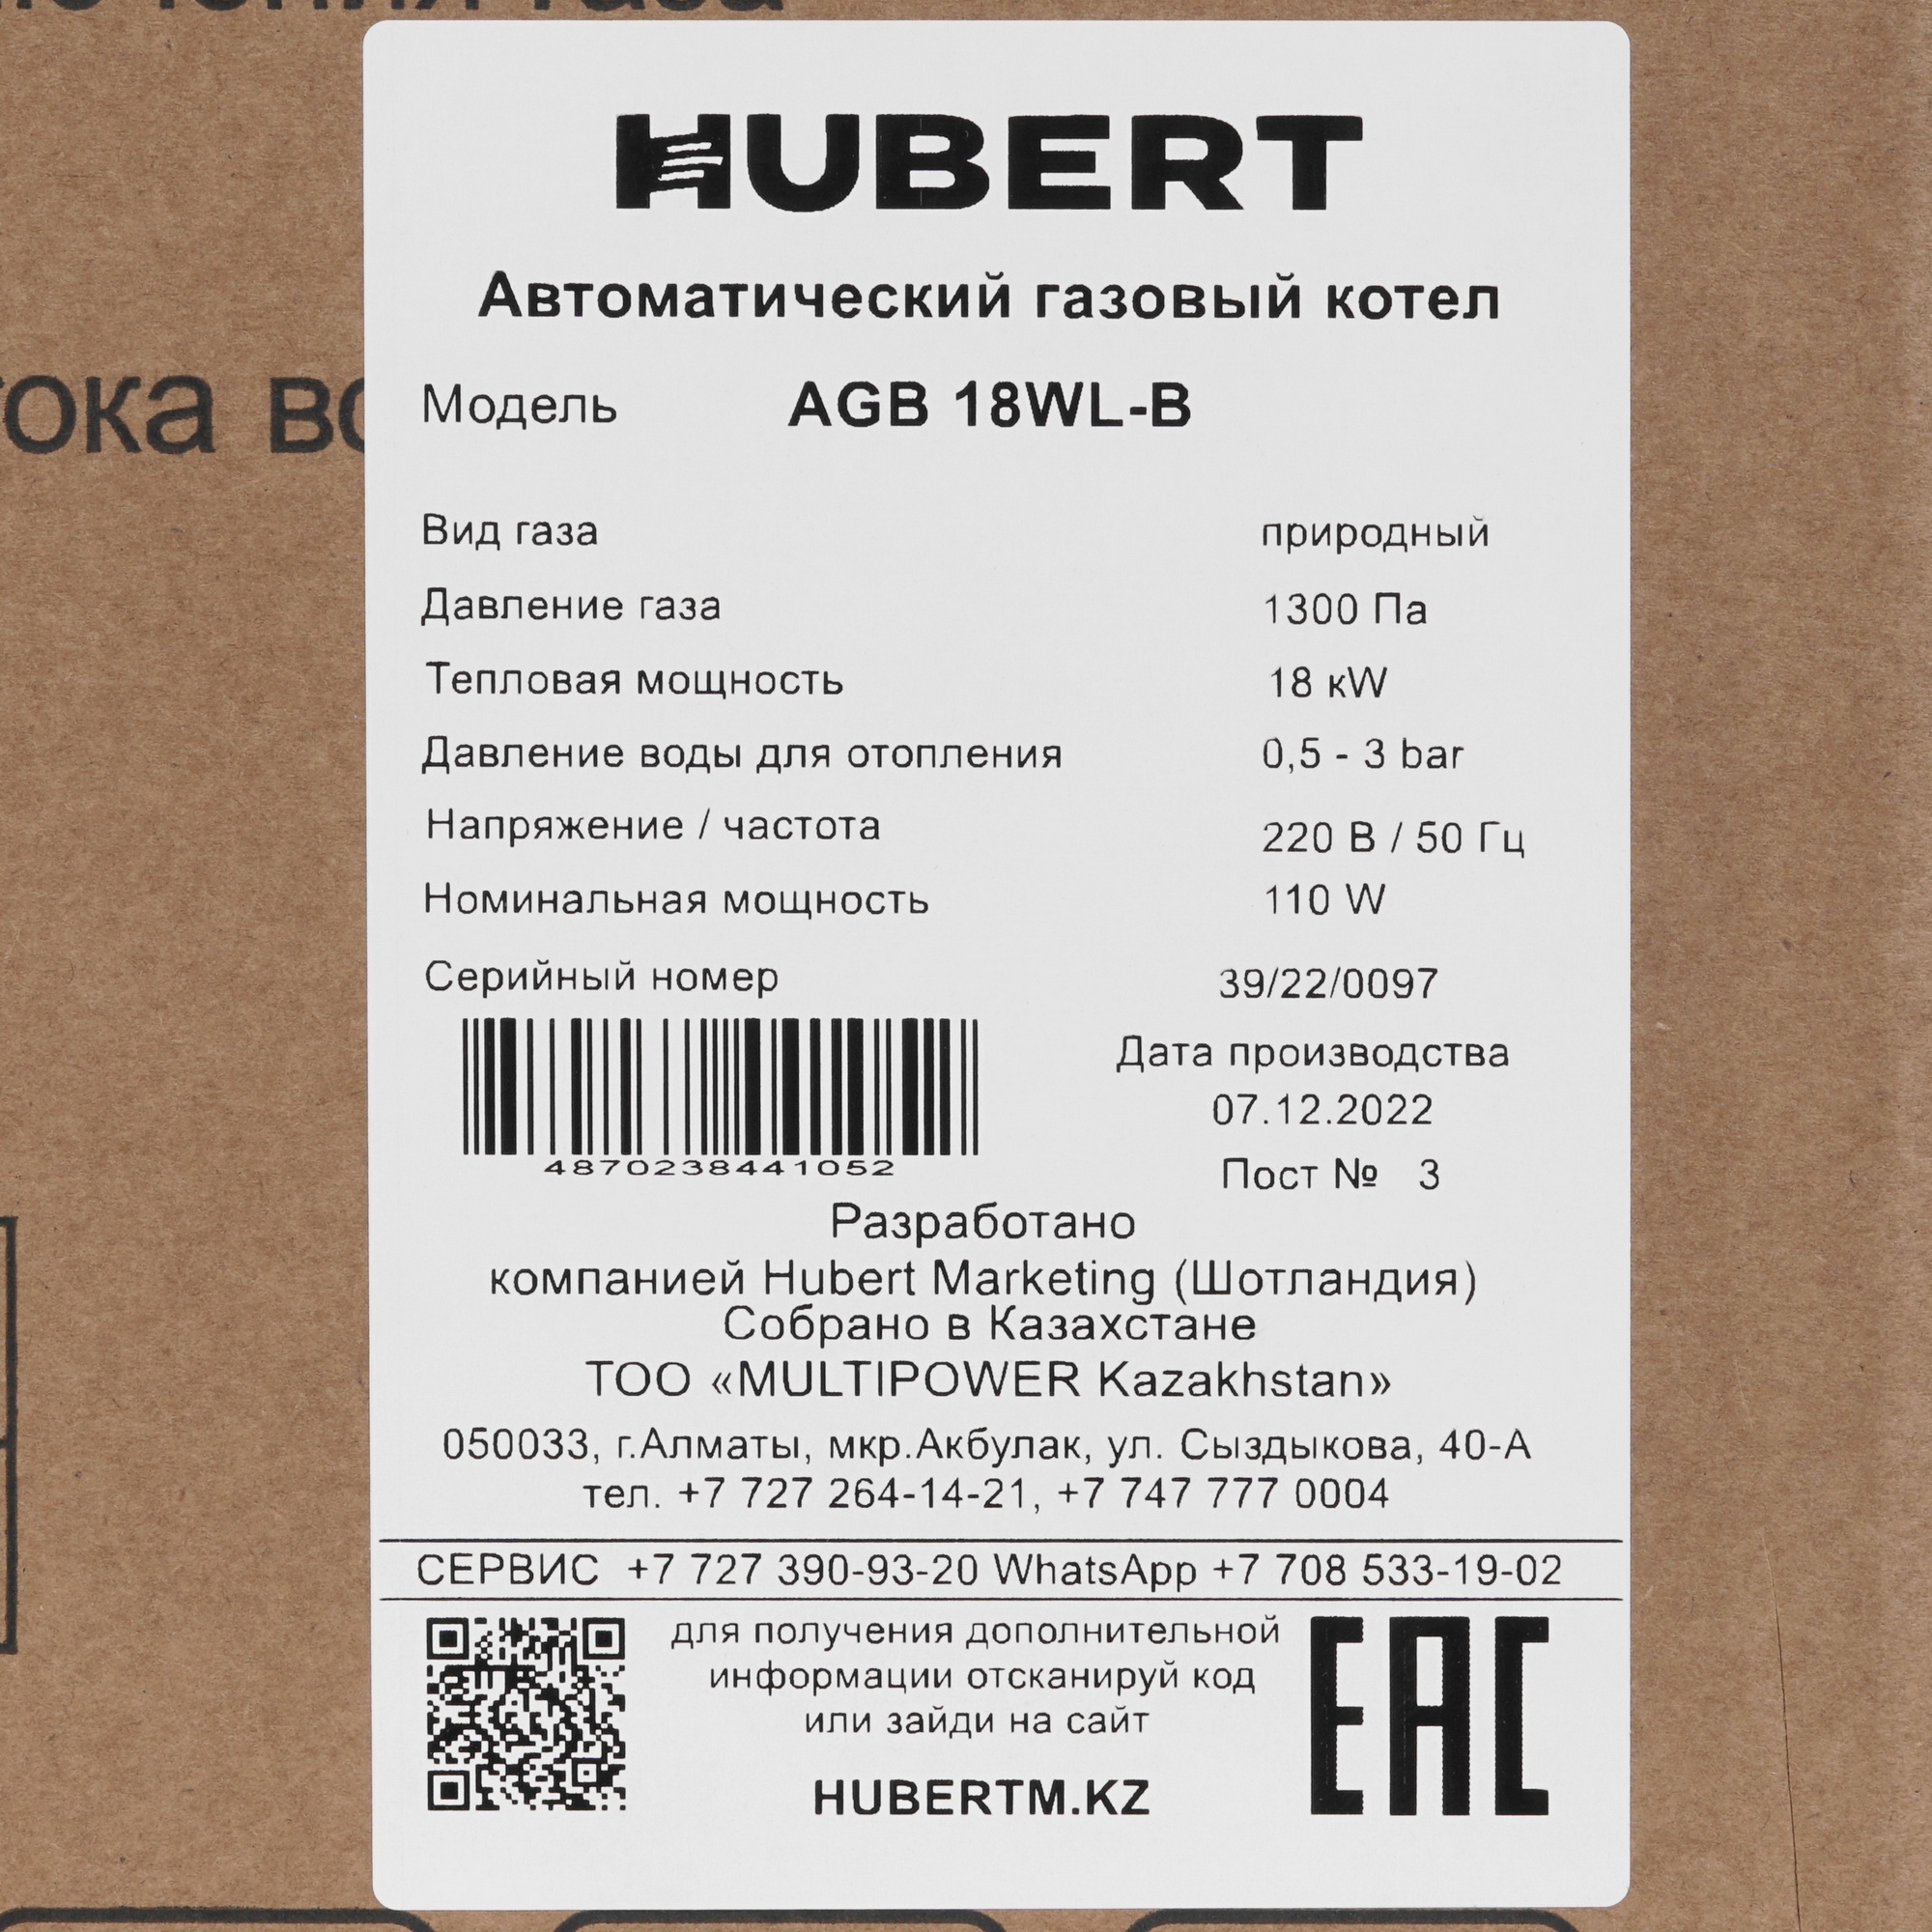 HUBERT
Автоматический газовый котел
Модель AGB 18WL-B
Вид газа природный
Давление газа 1300 Па
Тепловая мощность 18 кW
Давление воды для отопления 0,5 - 3 bar
Напряжение / частота 220 В / 50 Гц
Номинальная мощность 110 W
Серийный номер 39/22/0097
4870238441052
Дата производства
07.12.2022
Пост № 3
Разработано
компанией Hubert Marketing (Шотландия)
Собрано в Казахстане
ТОО «MULTIPOWER Kazakhstan»
050033, г.Алматы, мкр.Акбулак, ул. Сыздыкова, 40-А
тел. +7 727 264-14-21, +7 747 777 0004
СЕРВИС +7 727 390-93-20 WhatsApp +7 708 533-19-02
для получения дополнительной
информации отсканируй код
или зайди на сайт
HUBERTM.KZ
EAC